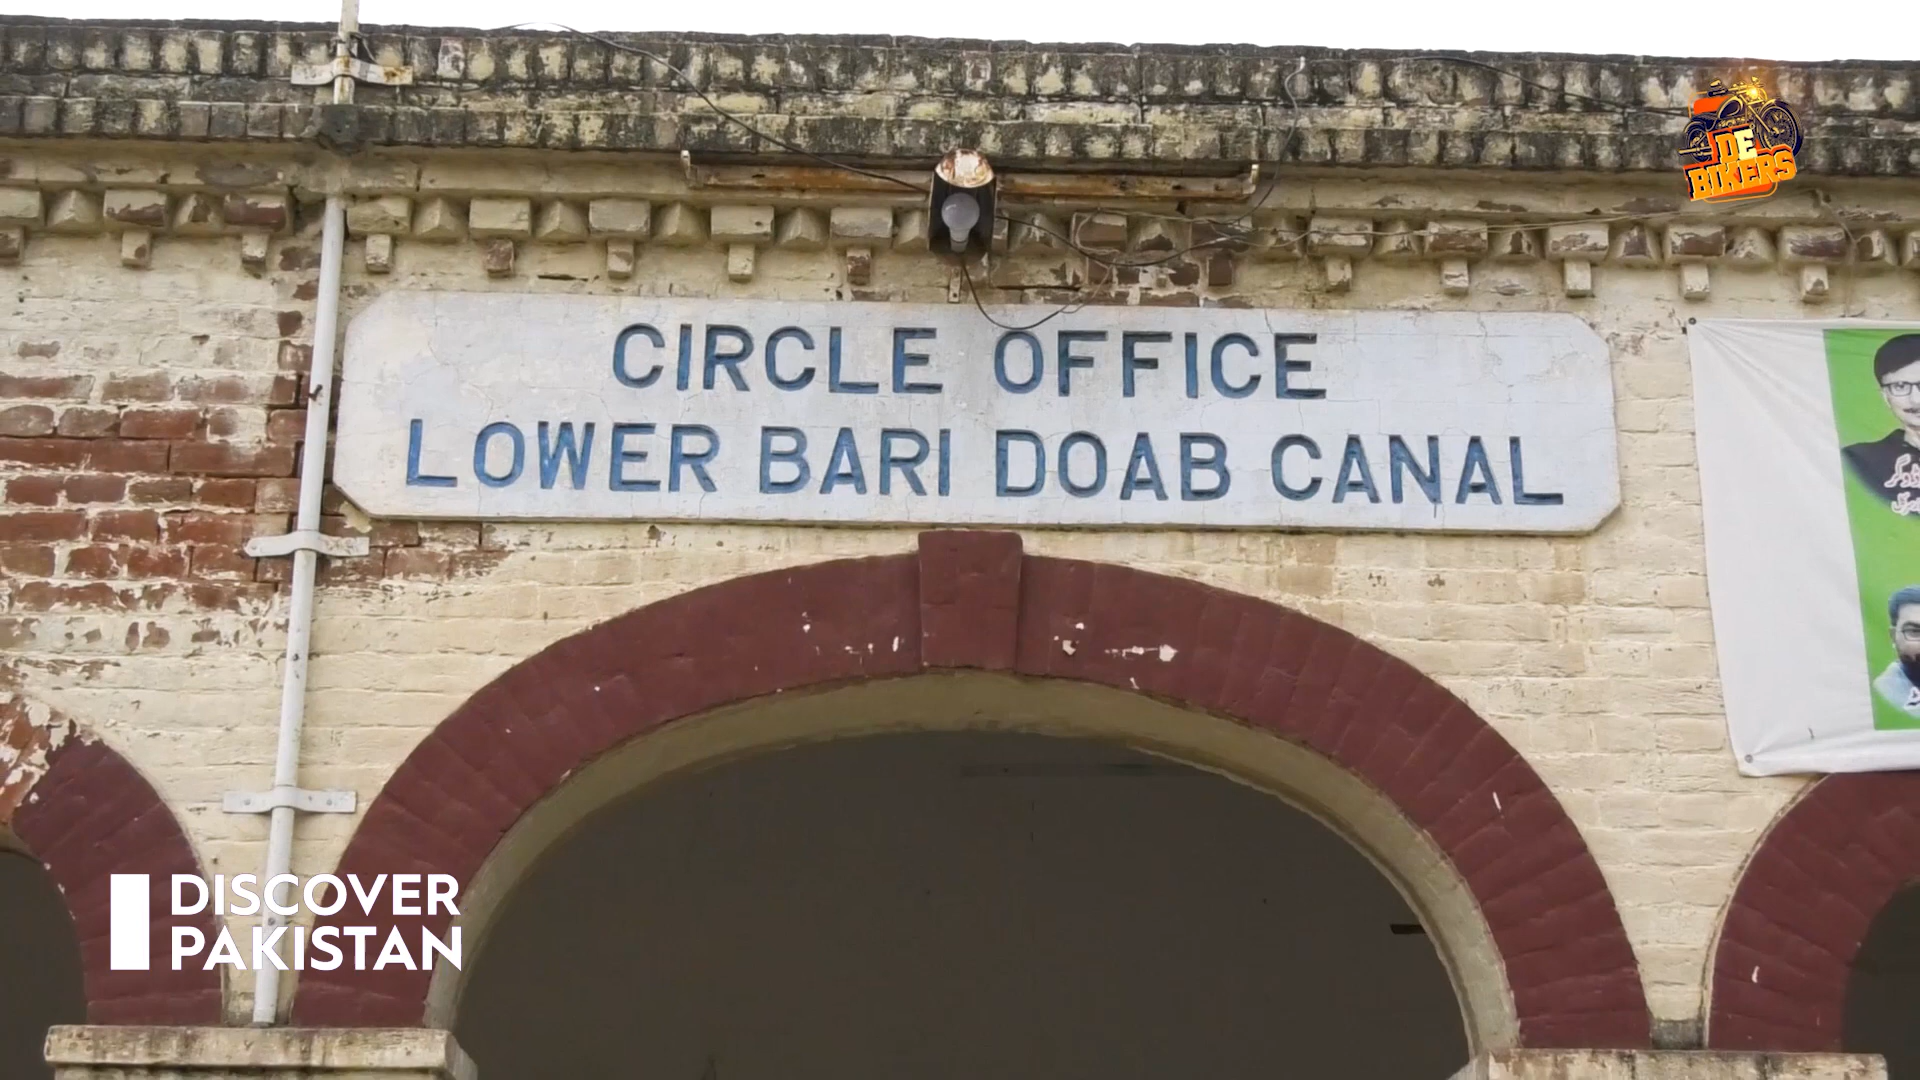 DE
BIKERS
CIRCLE OFFICE
LOWER BARI DOAB CANAL
DISCOVER
PAKISTAN